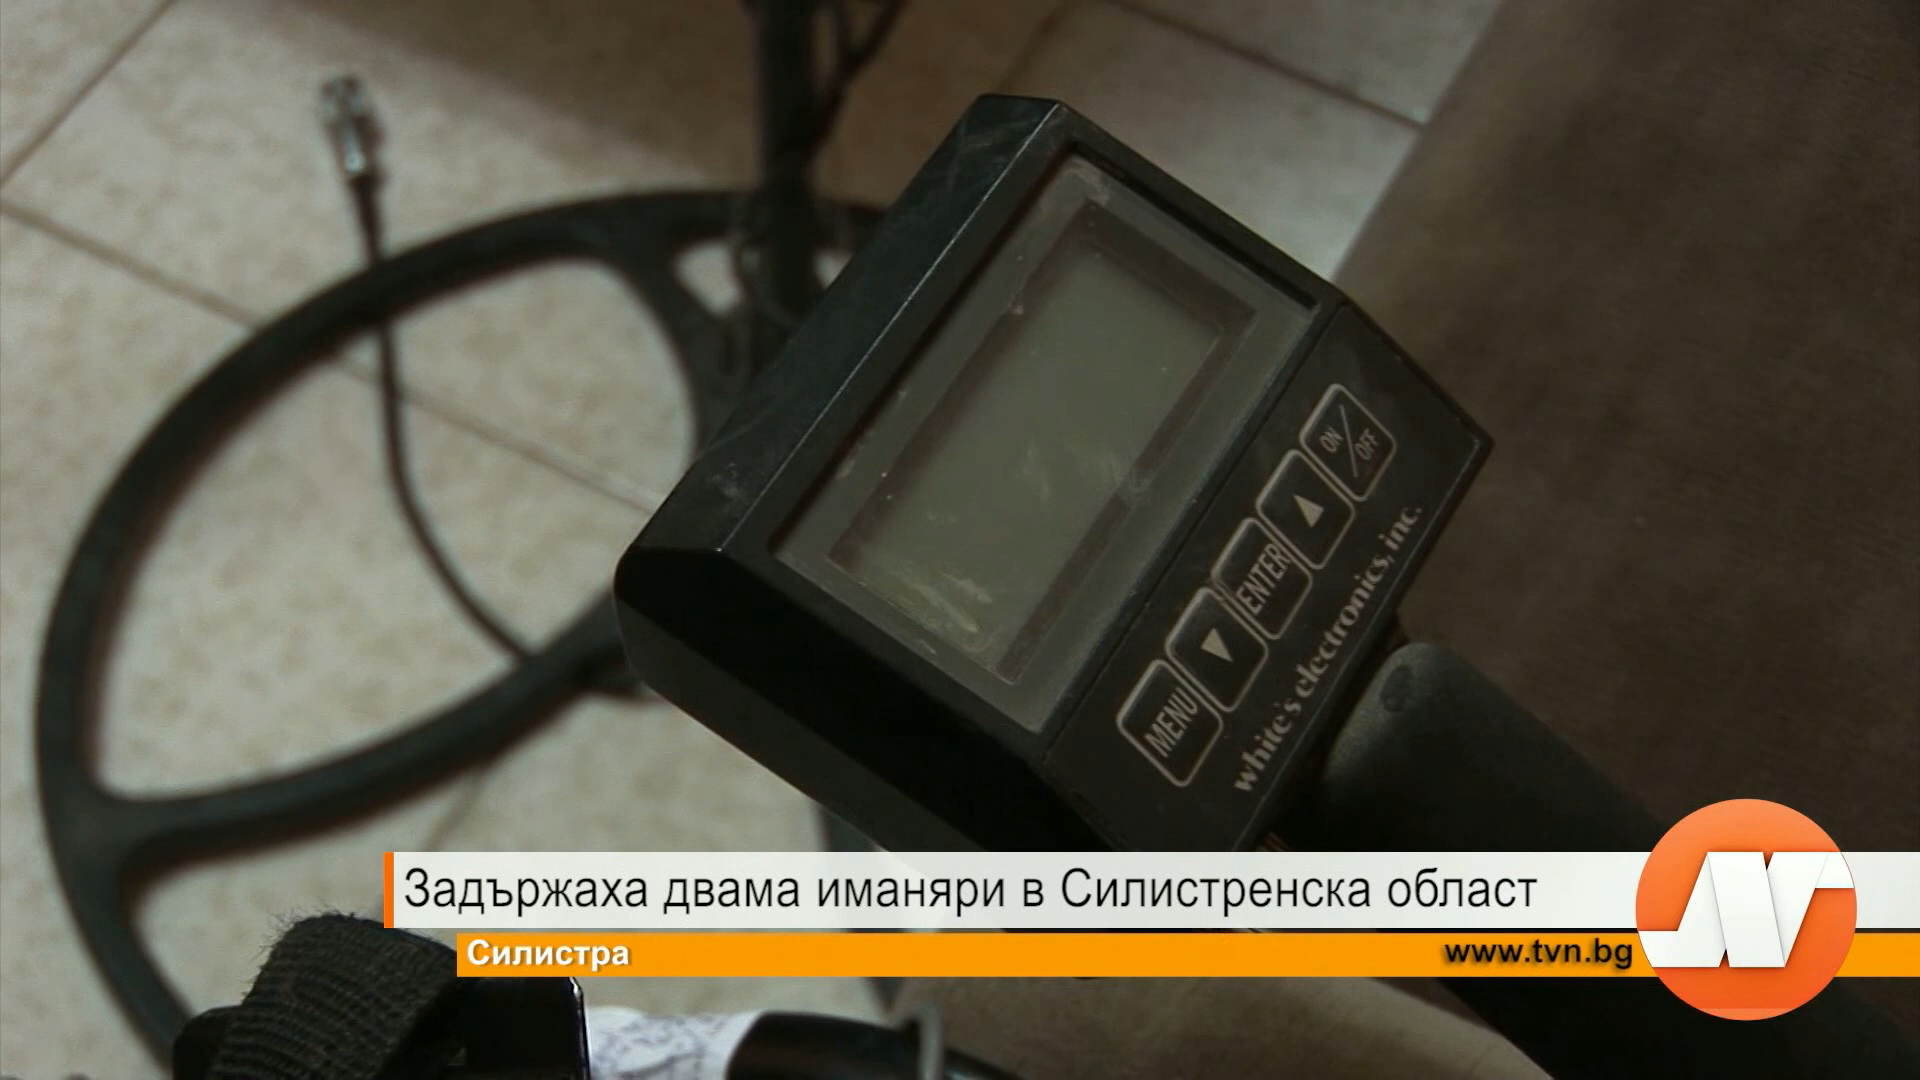 ON/OFF
▲
ENTER
▼
MENU
white's electronics, inc.
Задържаха двама иманяри в Силистренска област
Силистра
www.tvn.bg